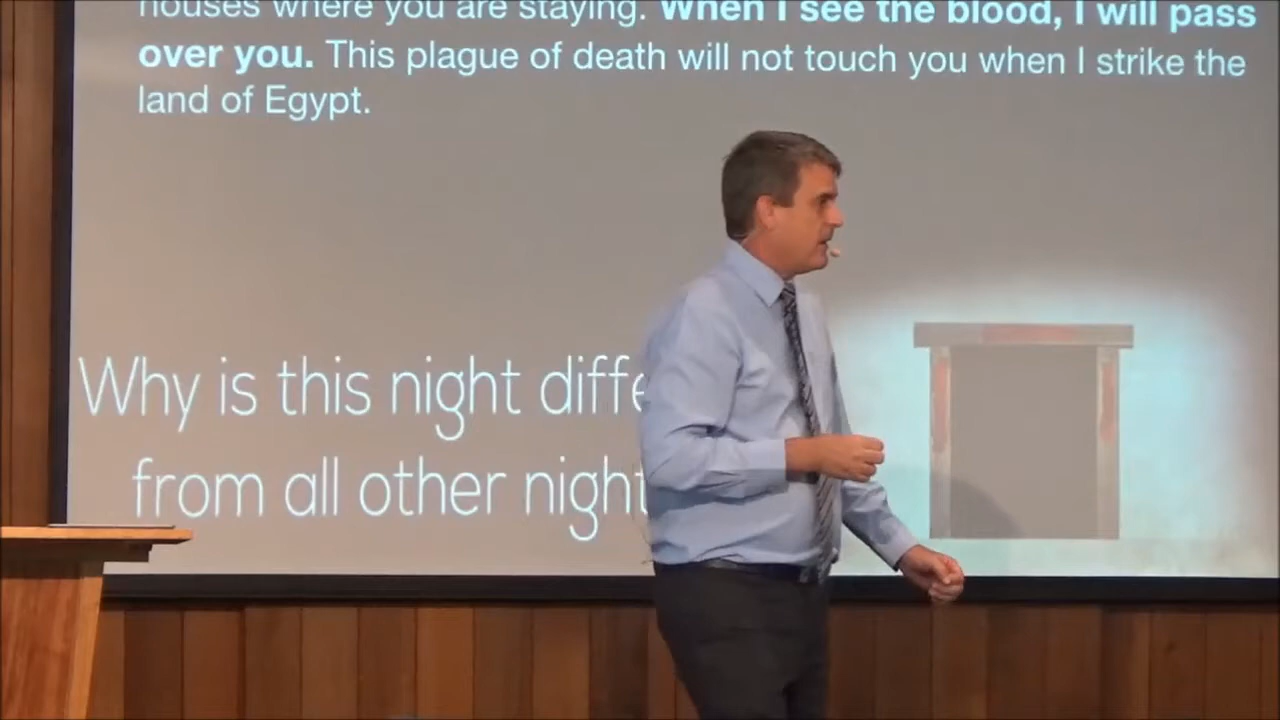 houses where you are staying. When I see the blood, I will pass
over you. This plague of death will not touch you when I strike the
land of Egypt.
Why is this night diffe
from all other night